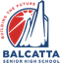 BUILDING THE FUTURE
BALCATTA
SENIOR HIGH SCHOOL